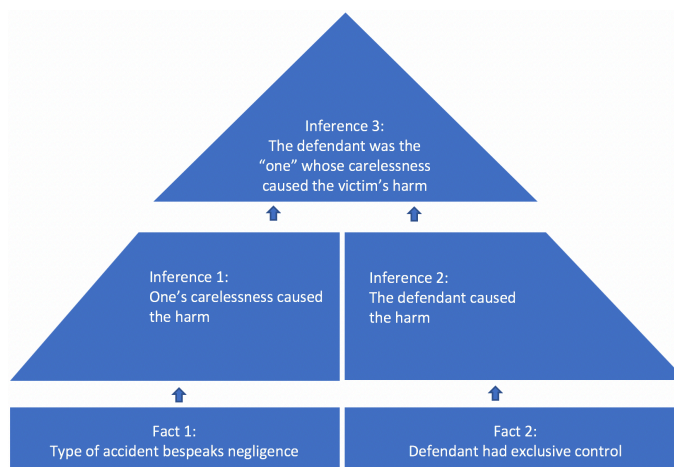 Inference 3:
The defendant was the
“one” whose carelessness
caused the victim’s harm
Inference 1:
One’s carelessness caused
the harm
Inference 2:
The defendant caused
the harm
Fact 1:
Type of accident bespeaks negligence
Fact 2:
Defendant had exclusive control